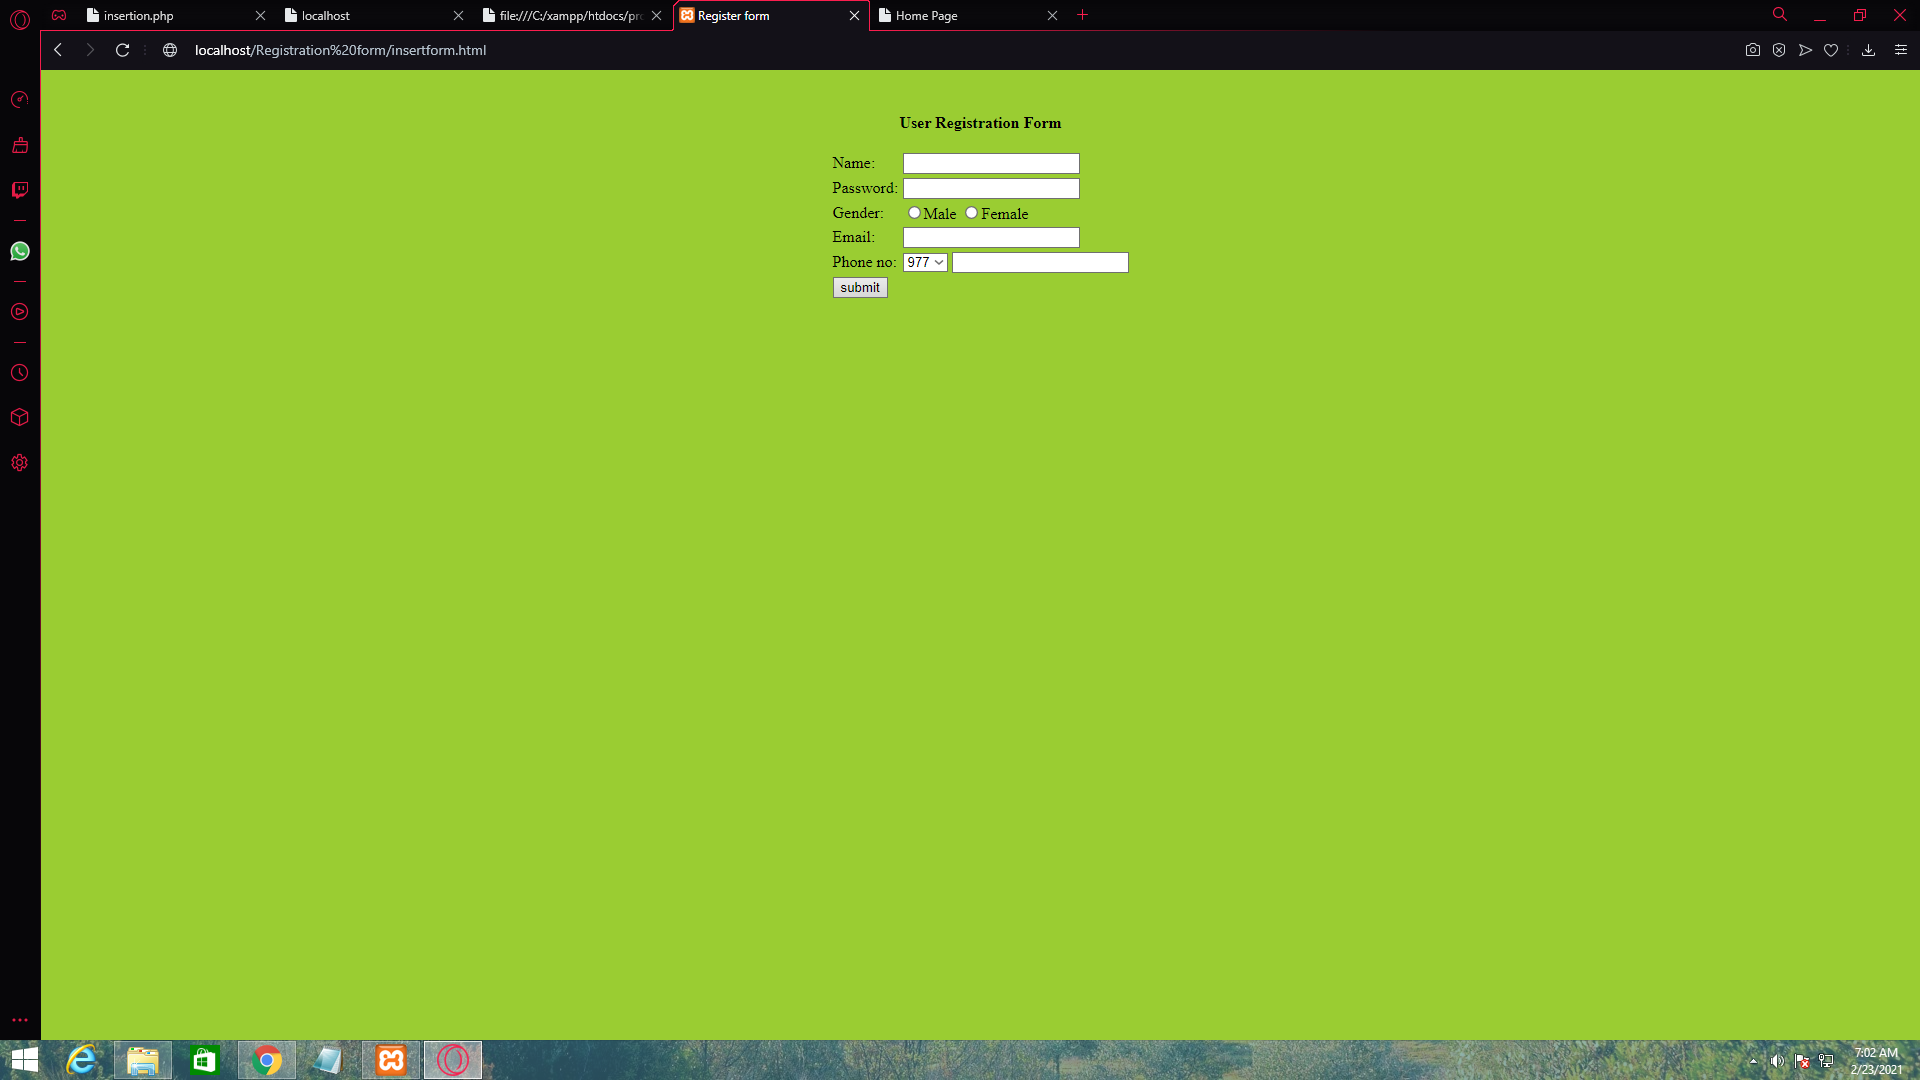 insertion.php
localhost
file:///C:/xampp/htdocs/pro
Register form
Home Page
localhost/Registration%20form/insertform.html
User Registration Form
Name:
Password:
Gender: Male Female
Email:
Phone no: 977
submit
7:02 AM
2/23/2021